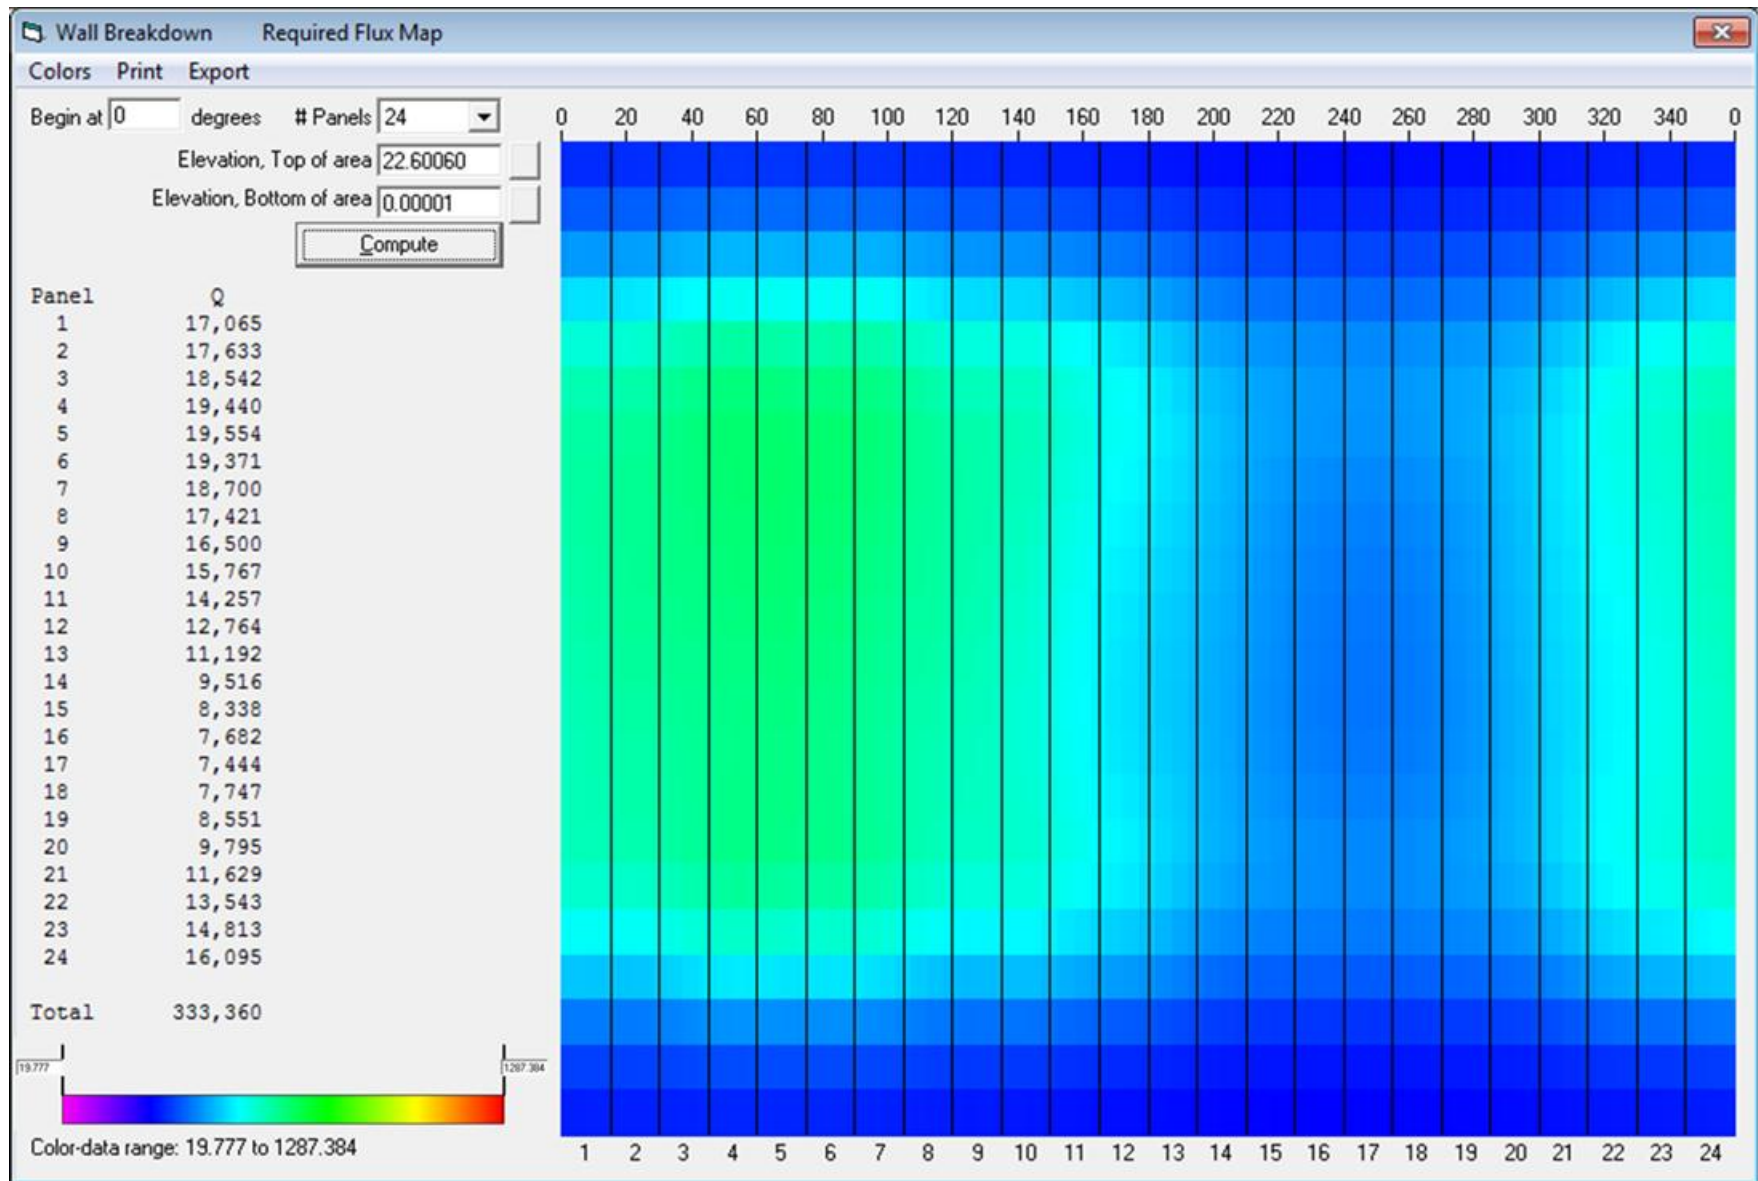 Wall Breakdown Required Flux Map
Colors Print Export
Begin at 0 degrees # Panels 24
Elevation, Top of area 22.60060
Elevation, Bottom of area 0.00001
Compute
Panel Q
1 17,065
2 17,633
3 18,542
4 19,440
5 19,554
6 19,371
7 18,700
8 17,421
9 16,500
10 15,767
11 14,257
12 12,764
13 11,192
14 9,516
15 8,338
16 7,682
17 7,444
18 7,747
19 8,551
20 9,795
21 11,629
22 13,543
23 14,813
24 16,095
Total 333,360
19.777 1287.384
Color-data range: 19.777 to 1287.384
0 20 40 60 80 100 120 140 160 180 200 220 240 260 280 300 320 340 0
1 2 3 4 5 6 7 8 9 10 11 12 13 14 15 16 17 18 19 20 21 22 23 24